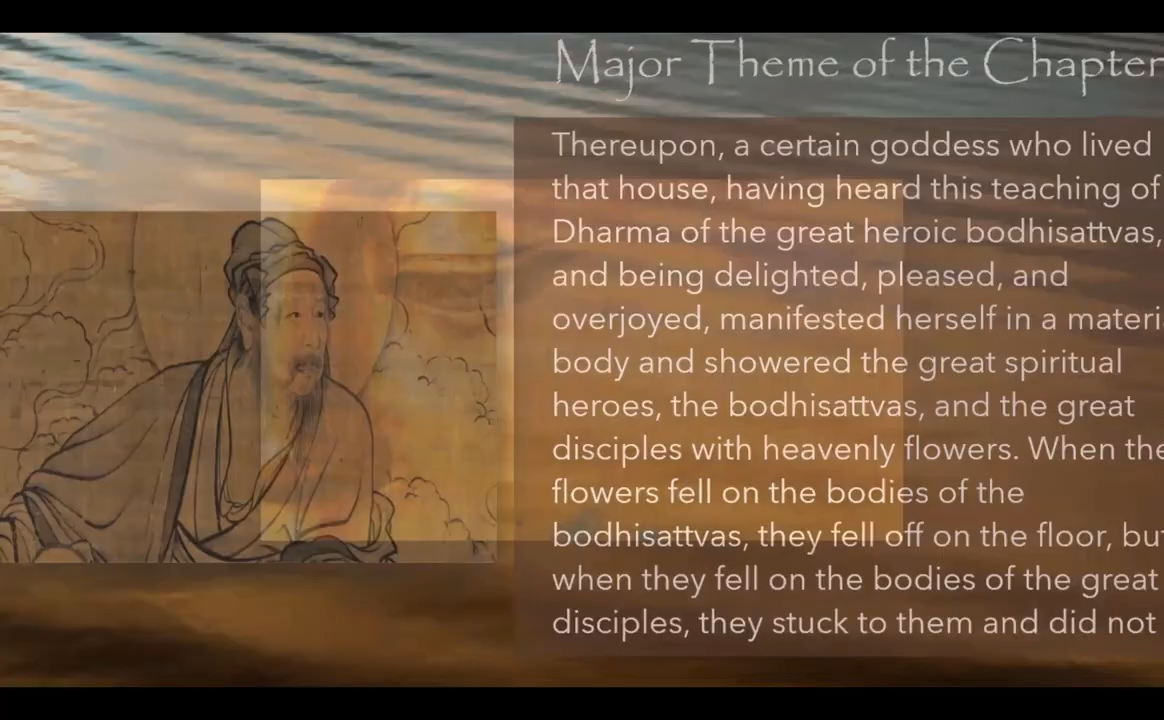 Major Theme of the Chapter
Thereupon, a certain goddess who lived
that house, having heard this teaching of
Dharma of the great heroic bodhisattvas,
and being delighted, pleased, and
overjoyed, manifested herself in a materi
body and showered the great spiritual
heroes, the bodhisattvas, and the great
disciples with heavenly flowers. When the
flowers fell on the bodies of the
bodhisattvas, they fell off on the floor, but
when they fell on the bodies of the great
disciples, they stuck to them and did not